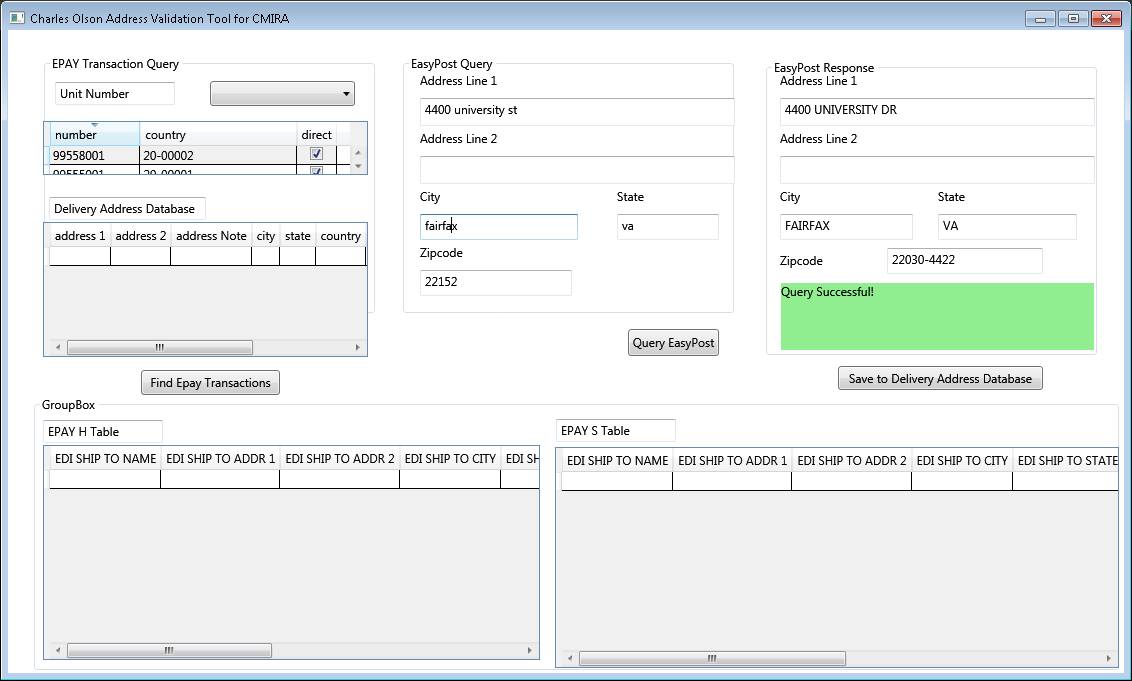 Charles Olson Address Validation Tool for CMIRA
EPAY Transaction Query
Unit Number
number country direct
99558001 20-00002
Delivery Address Database
address 1 address 2 address Note city state country
Find Epay Transactions
EasyPost Query
Address Line 1
4400 university st
Address Line 2
City State
fairfax va
Zipcode
22152
Query EasyPost
EasyPost Response
Address Line 1
4400 UNIVERSITY DR
Address Line 2
City State
FAIRFAX VA
Zipcode 22030-4422
Query Successful!
Save to Delivery Address Database
GroupBox
EPAY H Table
EDI SHIP TO NAME EDI SHIP TO ADDR 1 EDI SHIP TO ADDR 2 EDI SHIP TO CITY EDI SH
EPAY S Table
EDI SHIP TO NAME EDI SHIP TO ADDR 1 EDI SHIP TO ADDR 2 EDI SHIP TO CITY EDI SHIP TO STATE